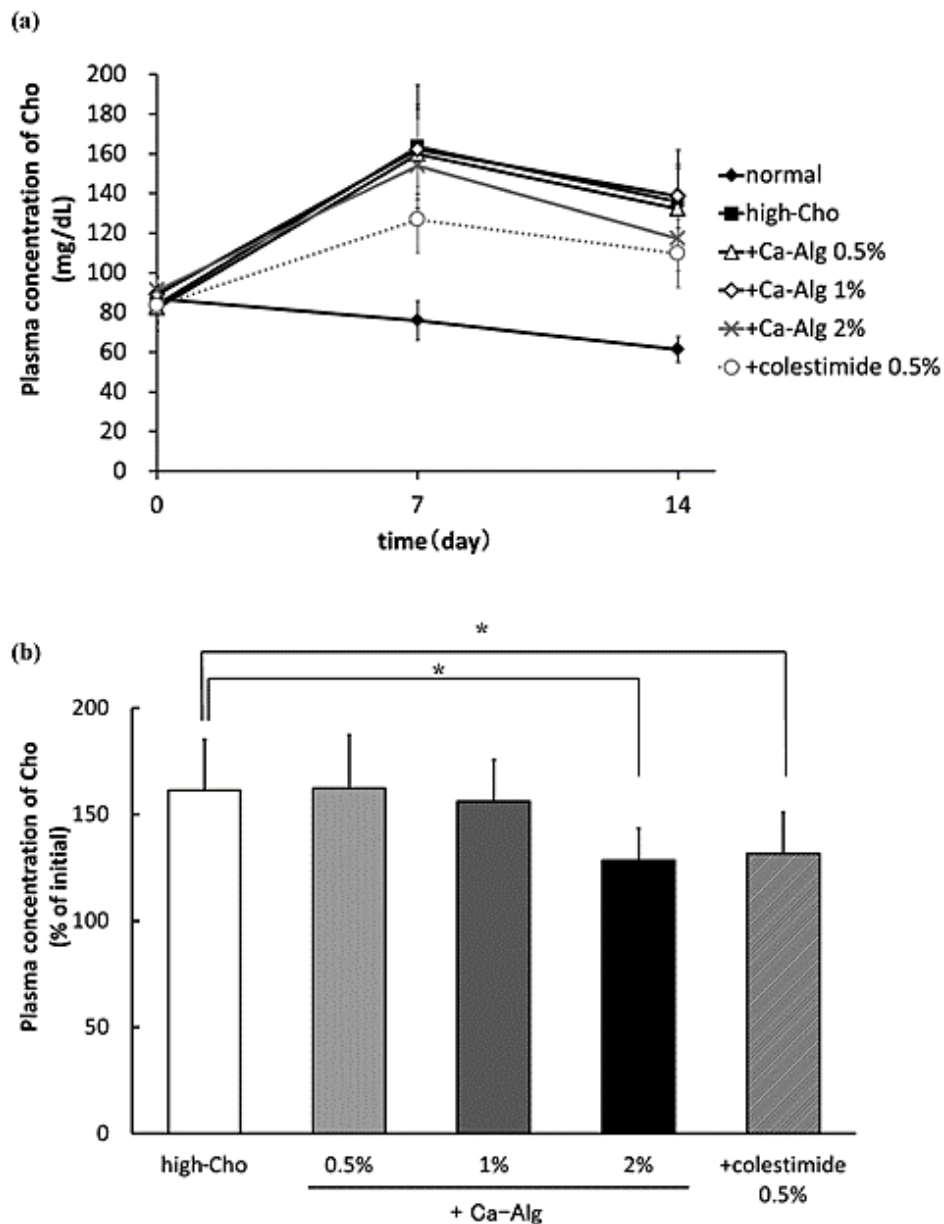 (a)
Plasma concentration of Cho
(mg/dL)
200
180
160
140
120
100
80
60
40
20
0
0
7
14
time(day)
normal
high-Cho
+Ca-Alg 0.5%
+Ca-Alg 1%
+Ca-Alg 2%
+colestimide 0.5%
(b)
*
*
Plasma concentration of Cho
(% of initial)
200
150
100
50
0
high-Cho
0.5%
1%
2%
+colestimide
0.5%
+ Ca-Alg